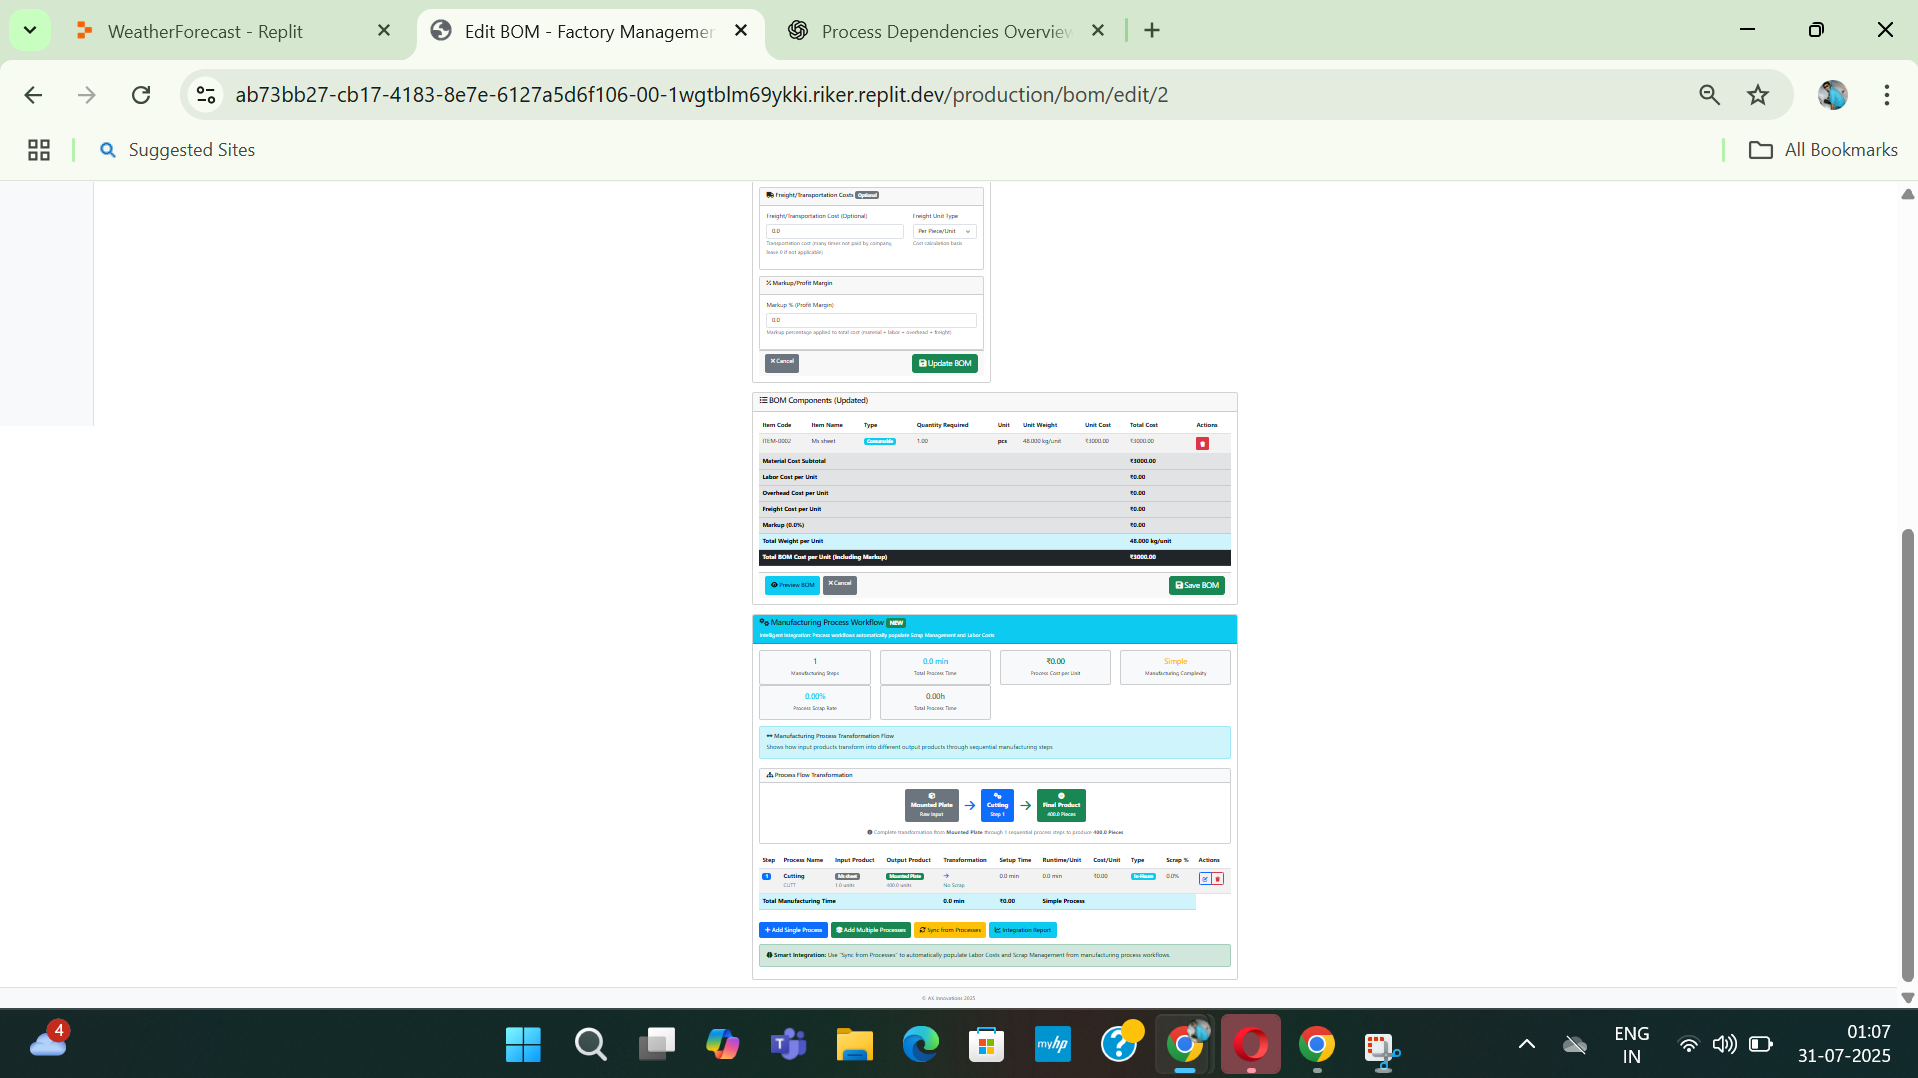 WeatherForecast - Replit
Edit BOM - Factory Managemer
Process Dependencies Overview
ab73bb27-cb17-4183-8e7e-6127a5d6f106-00-1wgtblm69ykki.riker.replit.dev/production/bom/edit/2
Suggested Sites
All Bookmarks
Freight/Transportation Costs Optional
Freight/Transportation Cost (Optional) Freight Unit Type
0.0 Per Piece/Unit
Transportation cost (many times not paid by company, Cost calculation basis
leave 0 if not applicable)
Markup/Profit Margin
Markup % (Profit Margin)
0.0
Markup percentage applied to total cost (material + labor + overhead + freight)
Cancel Update BOM
BOM Components (Updated)
Item Code Item Name Type Quantity Required Unit Unit Weight Unit Cost Total Cost Actions
ITEM-0002 Ms sheet Consumable 1.00 pcs 48.000 kg/unit ₹3000.00 ₹3000.00
Material Cost Subtotal ₹3000.00
Labor Cost per Unit ₹0.00
Overhead Cost per Unit ₹0.00
Freight Cost per Unit ₹0.00
Markup (0.0%) ₹0.00
Total Weight per Unit 48.000 kg/unit
Total BOM Cost per Unit (Including Markup) ₹3000.00
Preview BOM Cancel Save BOM
Manufacturing Process Workflow NEW
Intelligent Integration: Process workflows automatically populate Scrap Management and Labor Costs
1 0.0 min ₹0.00 Simple
Manufacturing Steps Total Process Time Process Cost per Unit Manufacturing Complexity
0.00% 0.00h
Process Scrap Rate Total Process Time
Manufacturing Process Transformation Flow
Shows how input products transform into different output products through sequential manufacturing steps
Process Flow Transformation
Mounted Plate Cutting Final Product
Raw Input Step 1 400.0 Pieces
Complete transformation from Mounted Plate through 1 sequential process steps to produce 400.0 Pieces
Step Process Name Input Product Output Product Transformation Setup Time Runtime/Unit Cost/Unit Type Scrap % Actions
1 Cutting Ms sheet Mounted Plate → 0.0 min 0.0 min ₹0.00 In-House 0.0%
CUTT 1.0 units 400.0 units No Scrap
Total Manufacturing Time 0.0 min ₹0.00 Simple Process
+ Add Single Process Add Multiple Processes Sync from Processes Integration Report
Smart Integration: Use "Sync from Processes" to automatically populate Labor Costs and Scrap Management from manufacturing process workflows.
© AK Innovations 2025
4
myhp
ENG
IN
01:07
31-07-2025